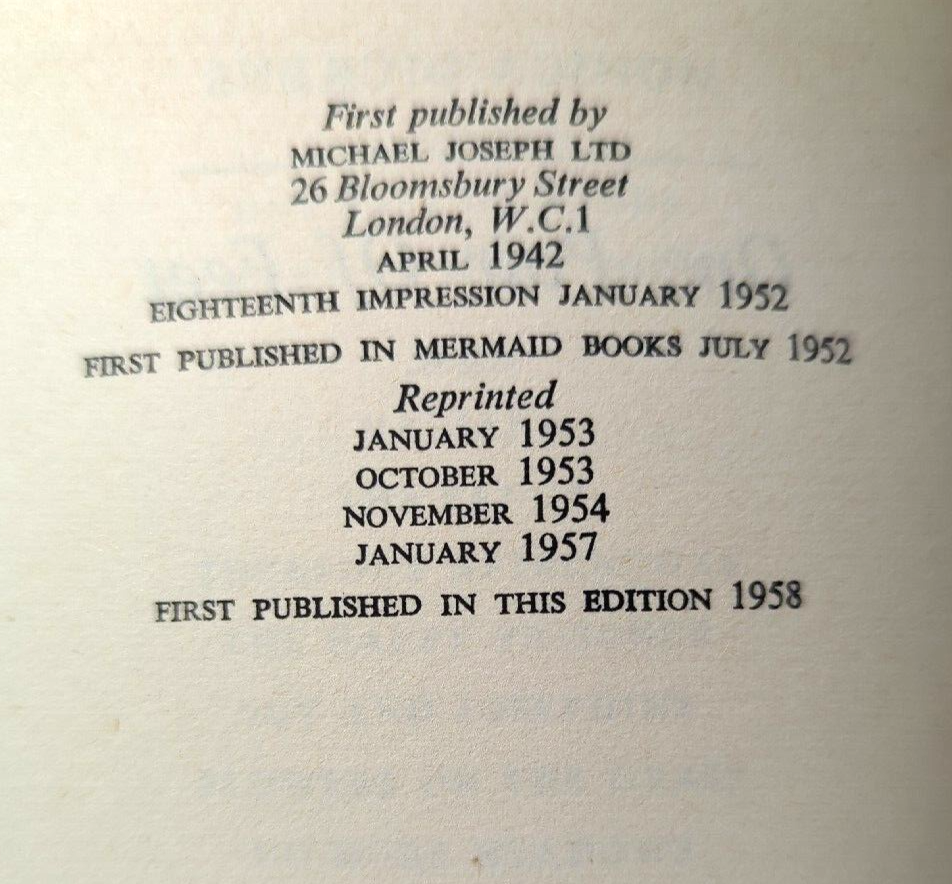 First published by
MICHAEL JOSEPH LTD
26 Bloomsbury Street
London, W.C.1
APRIL 1942
EIGHTEENTH IMPRESSION JANUARY 1952
FIRST PUBLISHED IN MERMAID BOOKS JULY 1952
Reprinted
JANUARY 1953
OCTOBER 1953
NOVEMBER 1954
JANUARY 1957
FIRST PUBLISHED IN THIS EDITION 1958